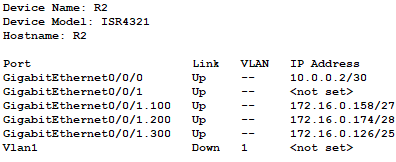 Device Name: R2
Device Model: ISR4321
Hostname: R2
Port Link VLAN IP Address
GigabitEthernet0/0/0 Up -- 10.0.0.2/30
GigabitEthernet0/0/1 Up -- <not set>
GigabitEthernet0/0/1.100 Up -- 172.16.0.158/27
GigabitEthernet0/0/1.200 Up -- 172.16.0.174/28
GigabitEthernet0/0/1.300 Up -- 172.16.0.126/25
Vlan1 Down 1 <not set>